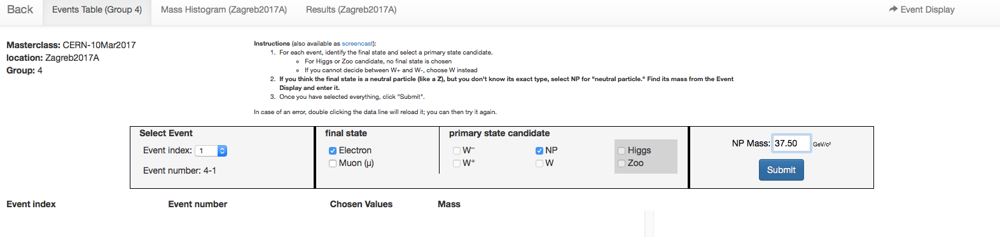 Back Events Table (Group 4) Mass Histogram (Zagreb2017A) Results (Zagreb2017A) Event Display
Masterclass: CERN-10Mar2017
location: Zagreb2017A
Group: 4
Instructions (also available as screencast):
1. For each event, identify the final state and select a primary state candidate.
For Higgs or Zoo candidate, no final state is chosen
If you cannot decide between W+ and W-, choose W instead
2. If you think the final state is a neutral particle (like a Z), but you don't know its exact type, select NP for "neutral particle." Find its mass from the Event
Display and enter it.
3. Once you have selected everything, click "Submit".
In case of an error, double clicking the data line will reload it; you can then try it again.
Select Event
Event index: 1
Event number: 4-1
final state
Electron
Muon (μ)
primary state candidate
W⁻ NP Higgs
W⁺ W Zoo
NP Mass: 37.50 GeV/c²
Submit
Event index Event number Chosen Values Mass